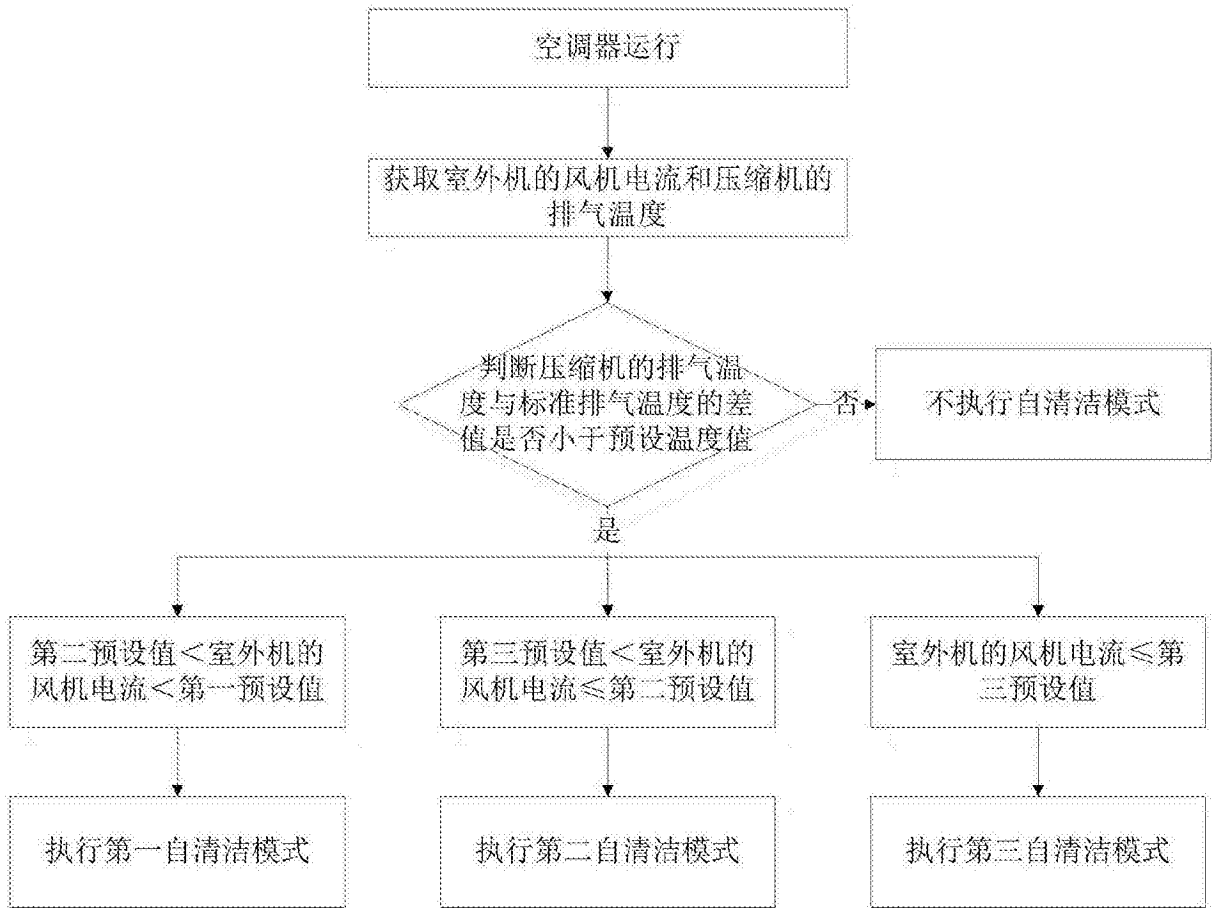 空调器运行
获取室外机的风机电流和压缩机的
排气温度
判断压缩机的排气温
度与标准排气温度的差
值是否小于预设温度值
否
不执行自清洁模式
是
第二预设值＜室外机的
风机电流＜第一预设值
第三预设值＜室外机的
风机电流≤第二预设值
室外机的风机电流≤第
三预设值
执行第一自清洁模式
执行第二自清洁模式
执行第三自清洁模式